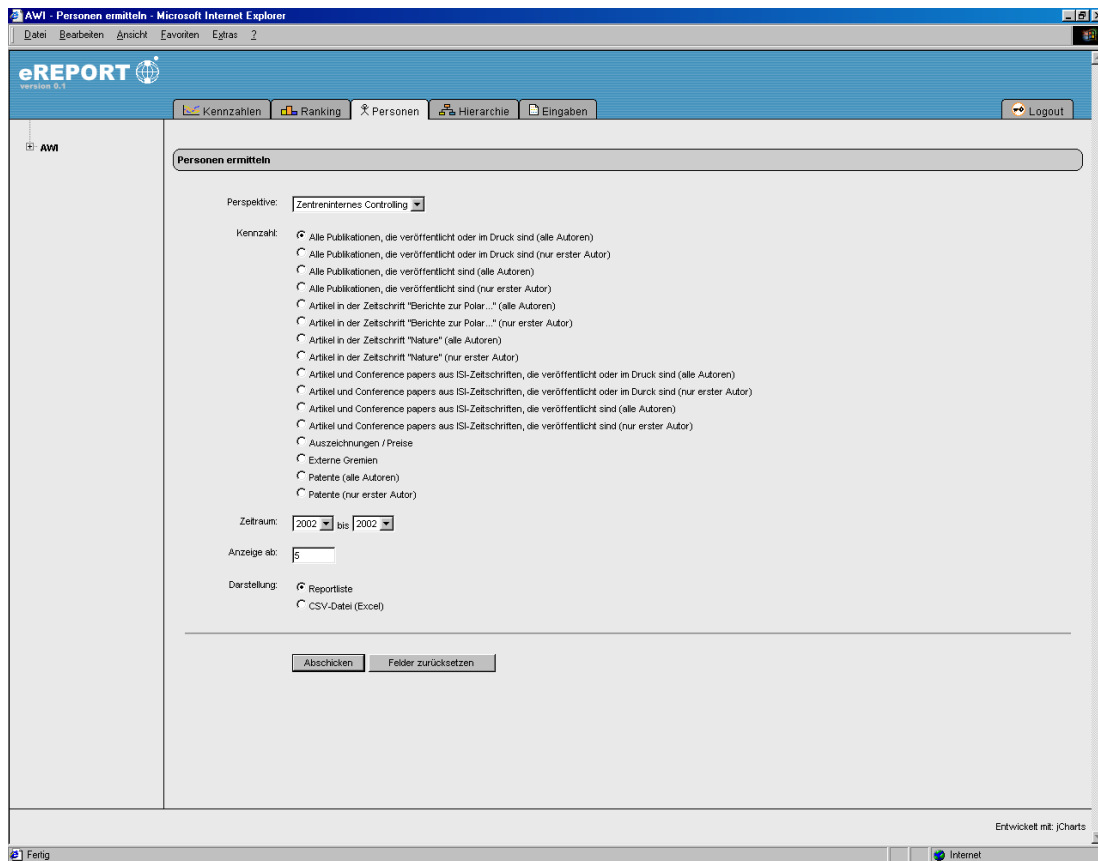 AWI - Personen ermitteln - Microsoft Internet Explorer
Datei Bearbeiten Ansicht Favoriten Extras ?
eREPORT
version 0.1
Kennzahlen Ranking Personen Hierarchie Eingaben Logout
AWI
Personen ermitteln
Perspektive: Zentreninternes Controlling
Kennzahl: Alle Publikationen, die veröffentlicht oder im Druck sind (alle Autoren)
Alle Publikationen, die veröffentlicht oder im Druck sind (nur erster Autor)
Alle Publikationen, die veröffentlicht sind (alle Autoren)
Alle Publikationen, die veröffentlicht sind (nur erster Autor)
Artikel in der Zeitschrift "Berichte zur Polar..." (alle Autoren)
Artikel in der Zeitschrift "Berichte zur Polar..." (nur erster Autor)
Artikel in der Zeitschrift "Nature" (alle Autoren)
Artikel in der Zeitschrift "Nature" (nur erster Autor)
Artikel und Conference papers aus ISI-Zeitschriften, die veröffentlicht oder im Druck sind (alle Autoren)
Artikel und Conference papers aus ISI-Zeitschriften, die veröffentlicht oder im Durck sind (nur erster Autor)
Artikel und Conference papers aus ISI-Zeitschriften, die veröffentlicht sind (alle Autoren)
Artikel und Conference papers aus ISI-Zeitschriften, die veröffentlicht sind (nur erster Autor)
Auszeichnungen / Preise
Externe Gremien
Patente (alle Autoren)
Patente (nur erster Autor)
Zeitraum: 2002 bis 2002
Anzeige ab: 5
Darstellung: Reportliste
CSV-Datei (Excel)
Abschicken Felder zurücksetzen
Entwickelt mit: jCharts
Fertig Internet